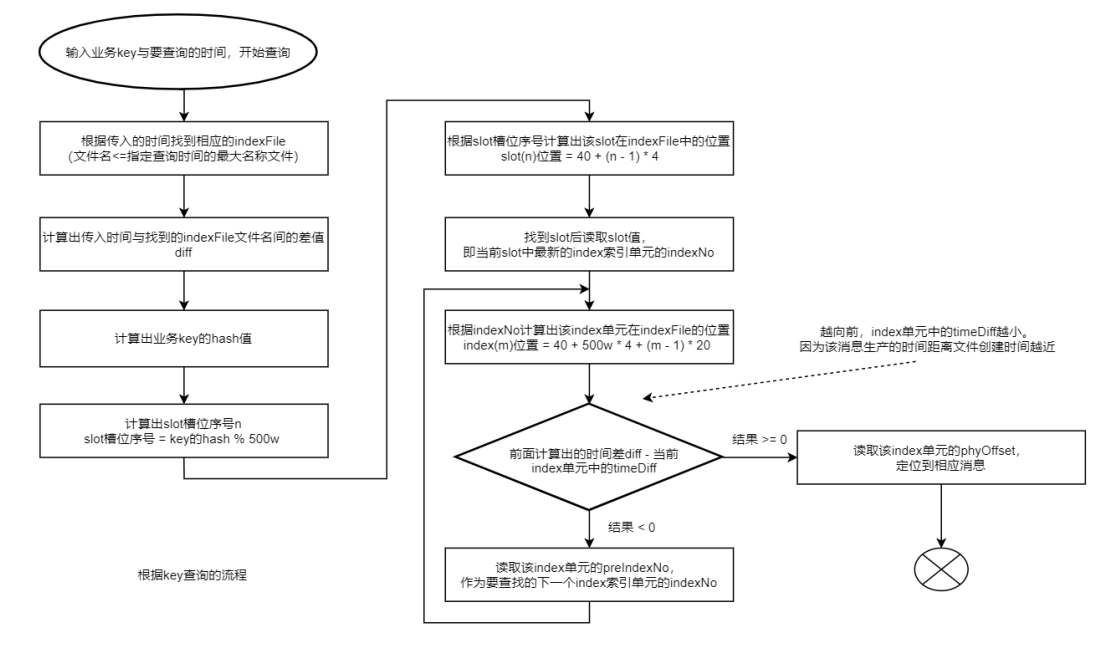 输入业务key与要查询的时间，开始查询
根据传入的时间找到相应的indexFile
(文件名<=指定查询时间的最大名称文件)
计算出传入时间与找到的indexFile文件名间的差值
diff
计算出业务key的hash值
计算出slot槽位序号n
slot槽位序号 = key的hash % 500w
根据slot槽位序号计算出该slot在indexFile中的位置
slot(n)位置 = 40 + (n - 1) * 4
找到slot后读取slot值，
即当前slot中最新的index索引单元的indexNo
根据indexNo计算出该index单元在indexFile的位置
index(m)位置 = 40 + 500w * 4 + (m - 1) * 20
越向前，index单元中的timeDiff越小。
因为该消息生产的时间距离文件创建时间越近
前面计算出的时间差diff - 当前
index单元中的timeDiff
结果 >= 0
读取该index单元的phyOffset，
定位到相应消息
结果 < 0
读取该index单元的preIndexNo，
作为要查找的下一个index索引单元的indexNo
根据key查询的流程